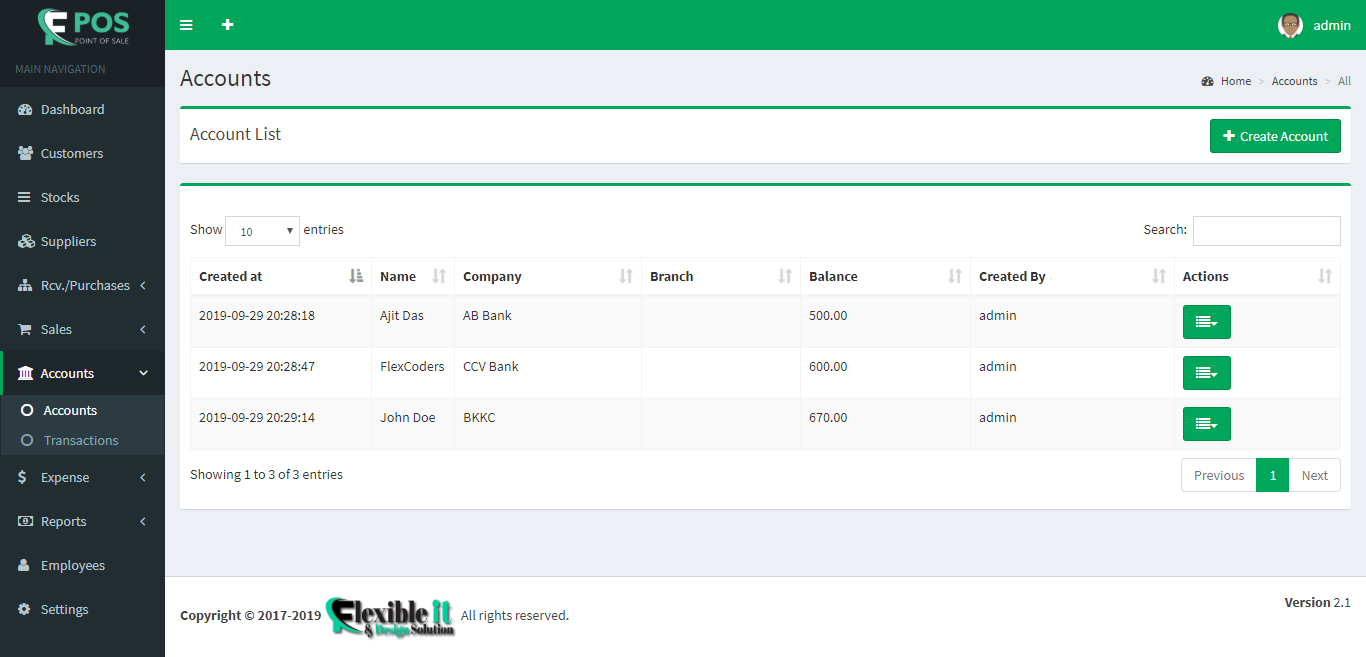 POS
POINT OF SALE
admin
MAIN NAVIGATION
Dashboard
Customers
Stocks
Suppliers
Rcv./Purchases
Sales
Accounts
Accounts
Transactions
Expense
Reports
Employees
Settings
Accounts
Home > Accounts > All
Account List
Create Account
Show 10 entries
Search:
Created at Name Company Branch Balance Created By Actions
2019-09-29 20:28:18 Ajit Das AB Bank 500.00 admin
2019-09-29 20:28:47 FlexCoders CCV Bank 600.00 admin
2019-09-29 20:29:14 John Doe BKKC 670.00 admin
Showing 1 to 3 of 3 entries
Previous 1 Next
Copyright © 2017-2019 Flexible it & Design Solution All rights reserved.
Version 2.1